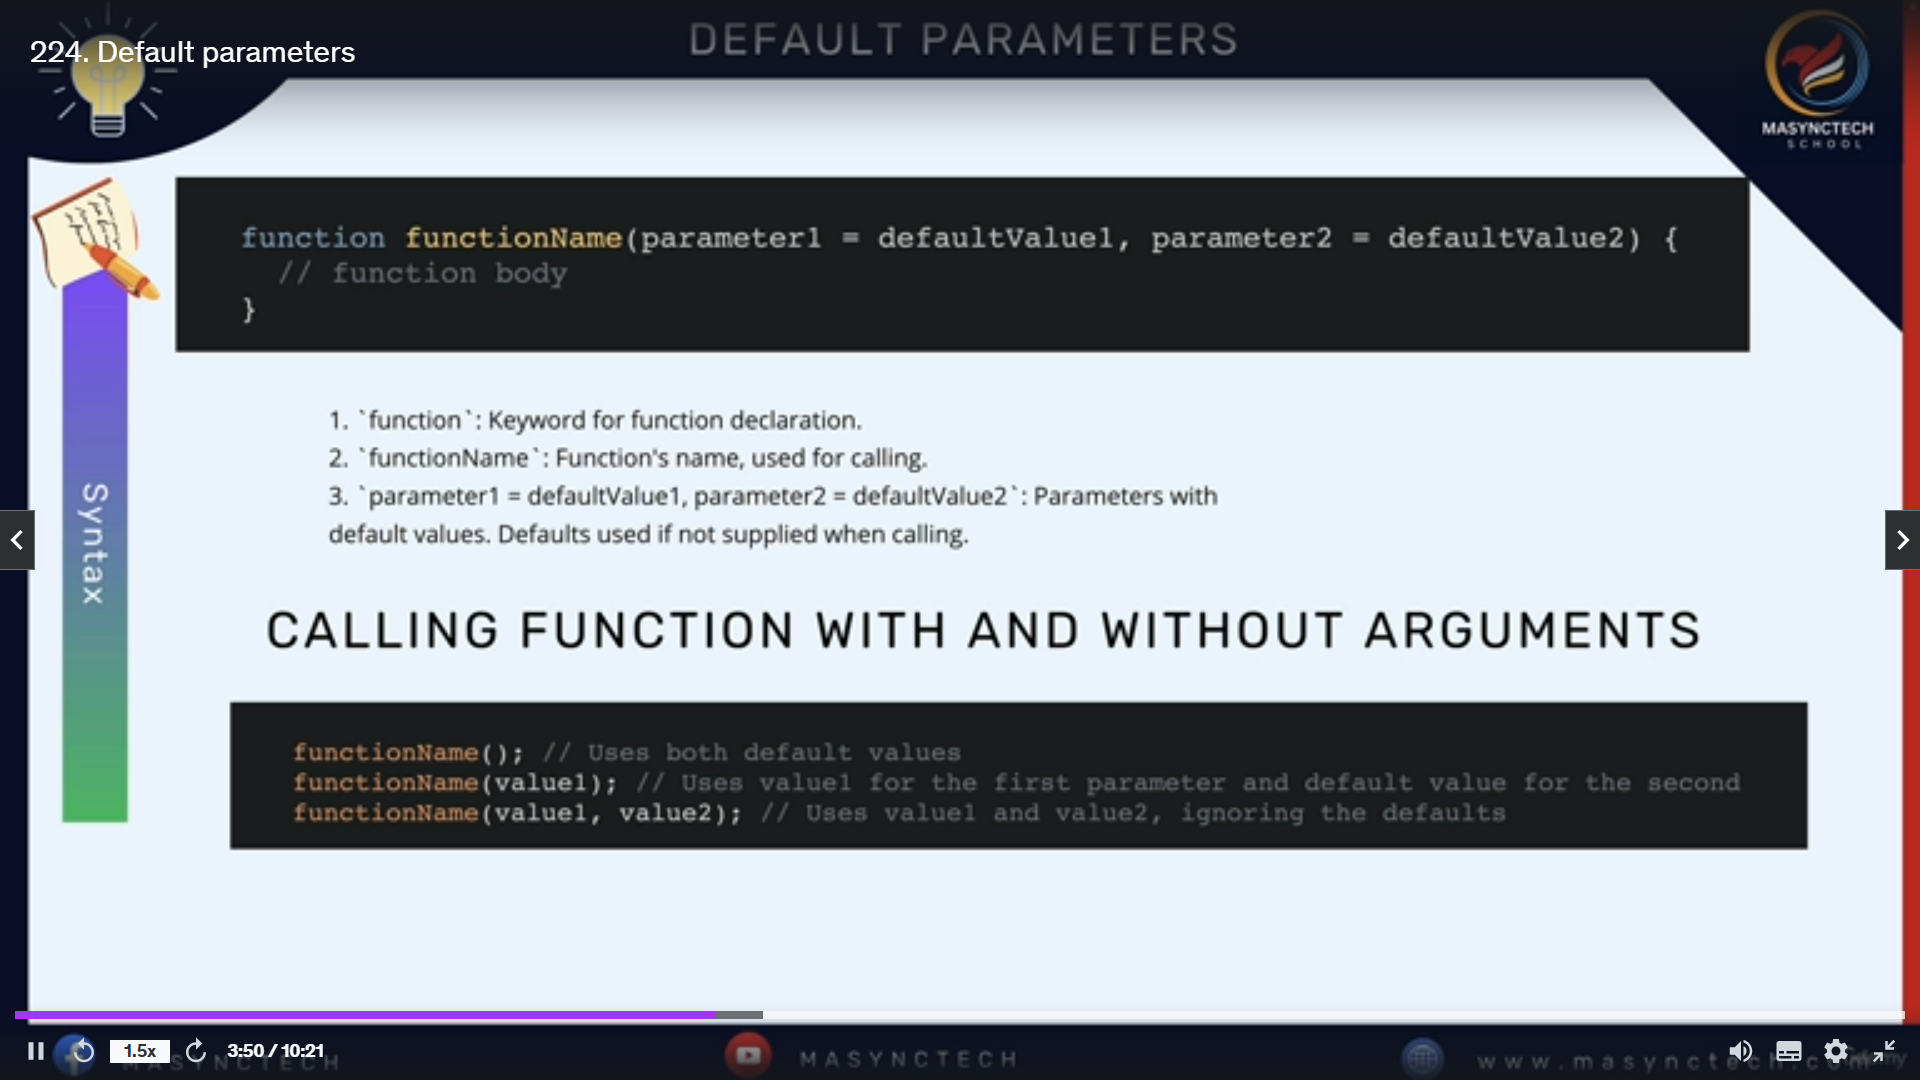 DEFAULT PARAMETERS
224. Default parameters
MASYNCTECH
SCHOOL
function functionName(parameter1 = defaultValue1, parameter2 = defaultValue2) {
// function body
}
1. `function`: Keyword for function declaration.
2. `functionName`: Function's name, used for calling.
3. `parameter1 = defaultValue1, parameter2 = defaultValue2`: Parameters with
default values. Defaults used if not supplied when calling.
Syntax
CALLING FUNCTION WITH AND WITHOUT ARGUMENTS
functionName(); // Uses both default values
functionName(value1); // Uses value1 for the first parameter and default value for the second
functionName(value1, value2); // Uses value1 and value2, ignoring the defaults
1.5x
3:50 / 10:21
MASYNCTECH
MASYNCTECH
www.masynctech.com